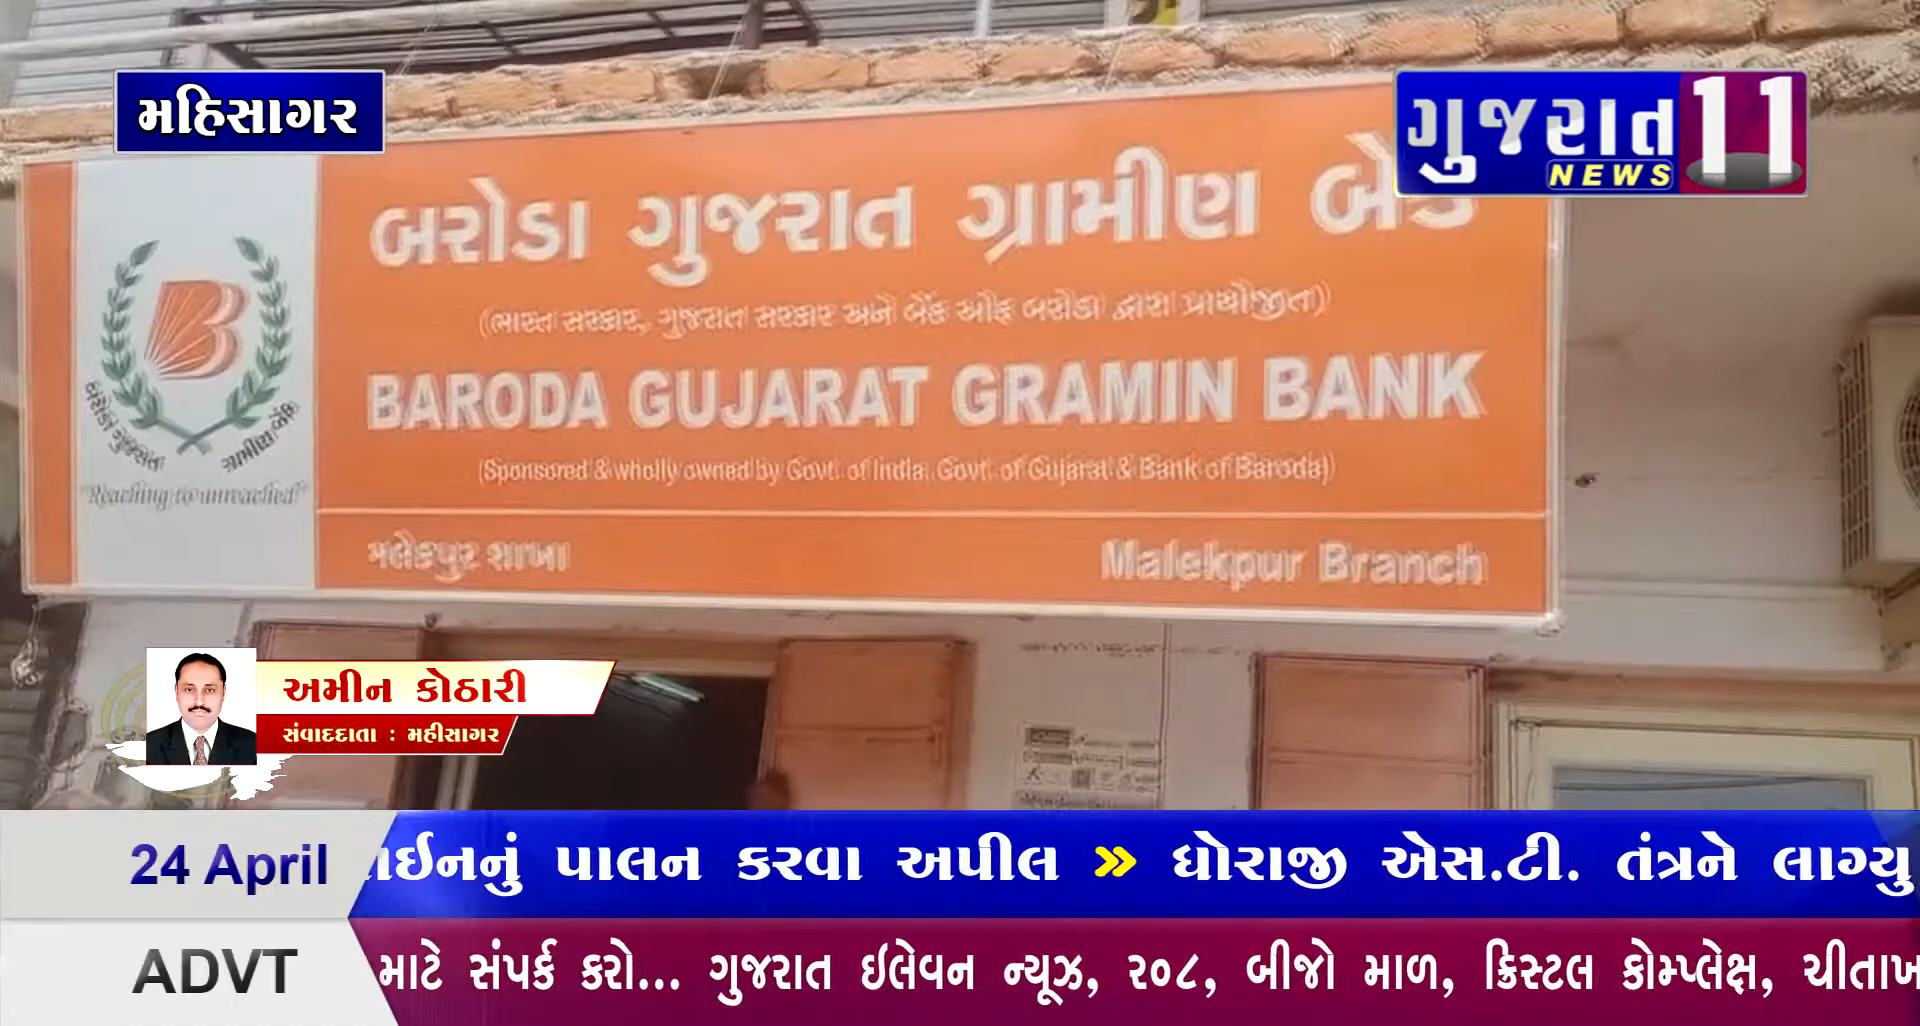 મહિસાગર
ગુજરાત 11
NEWS
બરોડા ગુજરાત ગ્રામીણ બેંક
(ભારત સરકાર, ગુજરાત સરકાર અને બેંક ઓફ બરોડા દ્વારા પ્રાયોજીત)
BARODA GUJARAT GRAMIN BANK
(Sponsored & wholly owned by Govt. of India, Govt. of Gujarat & Bank of Baroda)
B
બરોડા ગુજરાત ગ્રામીણ બેંક
"Reaching to unreached"
મલેકપુર શાખા
Malekpur Branch
અમીન કોઠારી
સંવાદદાતા : મહીસાગર
24 April
ાઈનનું પાલન કરવા અપીલ » ધોરાજી એસ.ટી. તંત્રને લાગ્યુ
ADVT
માટે સંપર્ક કરો... ગુજરાત ઇલેવન ન્યૂઝ, ૨૦૮, બીજો માળ, ક્રિસ્ટલ કોમ્પ્લેક્ષ, ચીતાખ